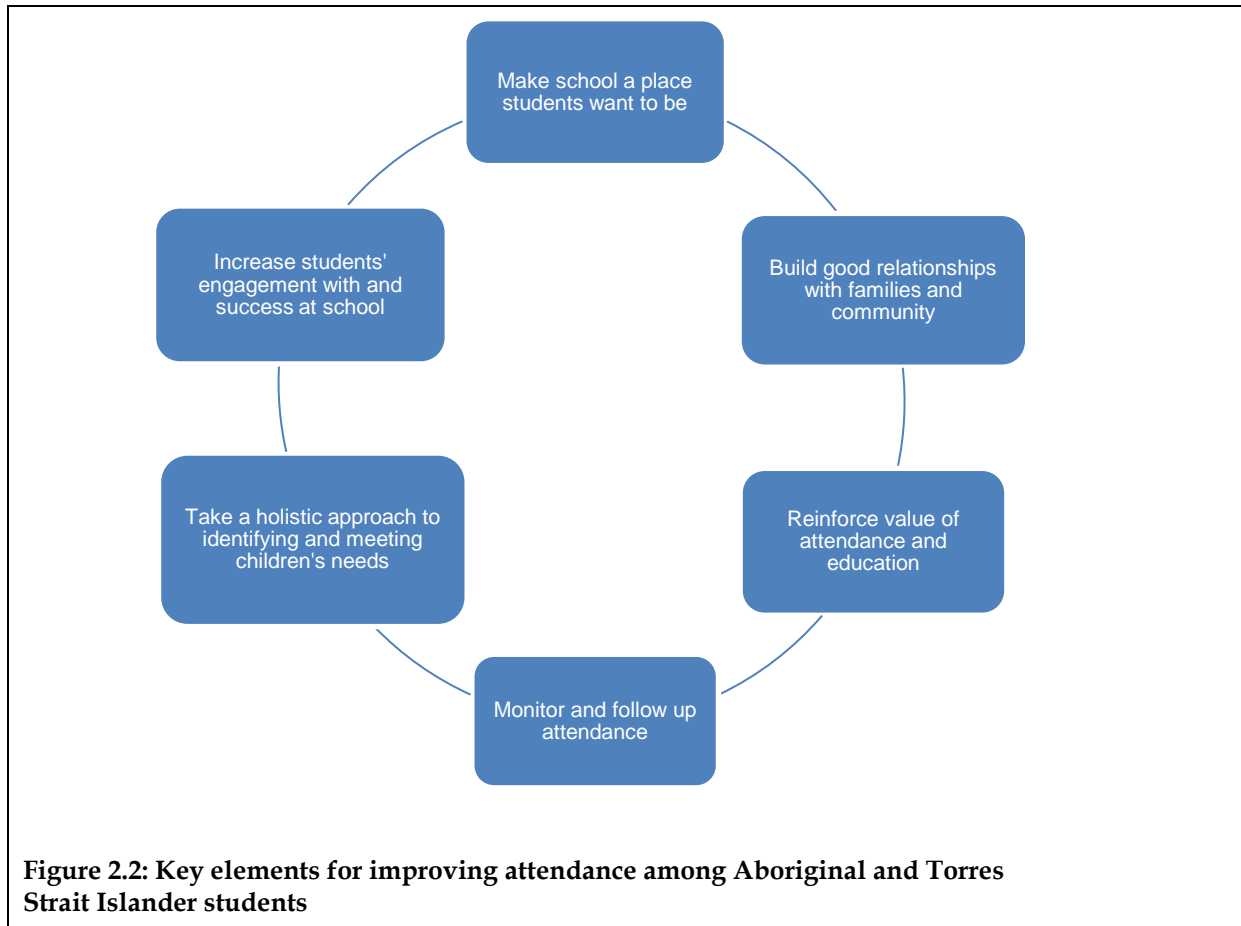 Make school a place
students want to be
Build good relationships
with families and
community
Reinforce value of
attendance and
education
Monitor and follow up
attendance
Take a holistic approach to
identifying and meeting
children's needs
Increase students'
engagement with and
success at school
Figure 2.2: Key elements for improving attendance among Aboriginal and Torres
Strait Islander students